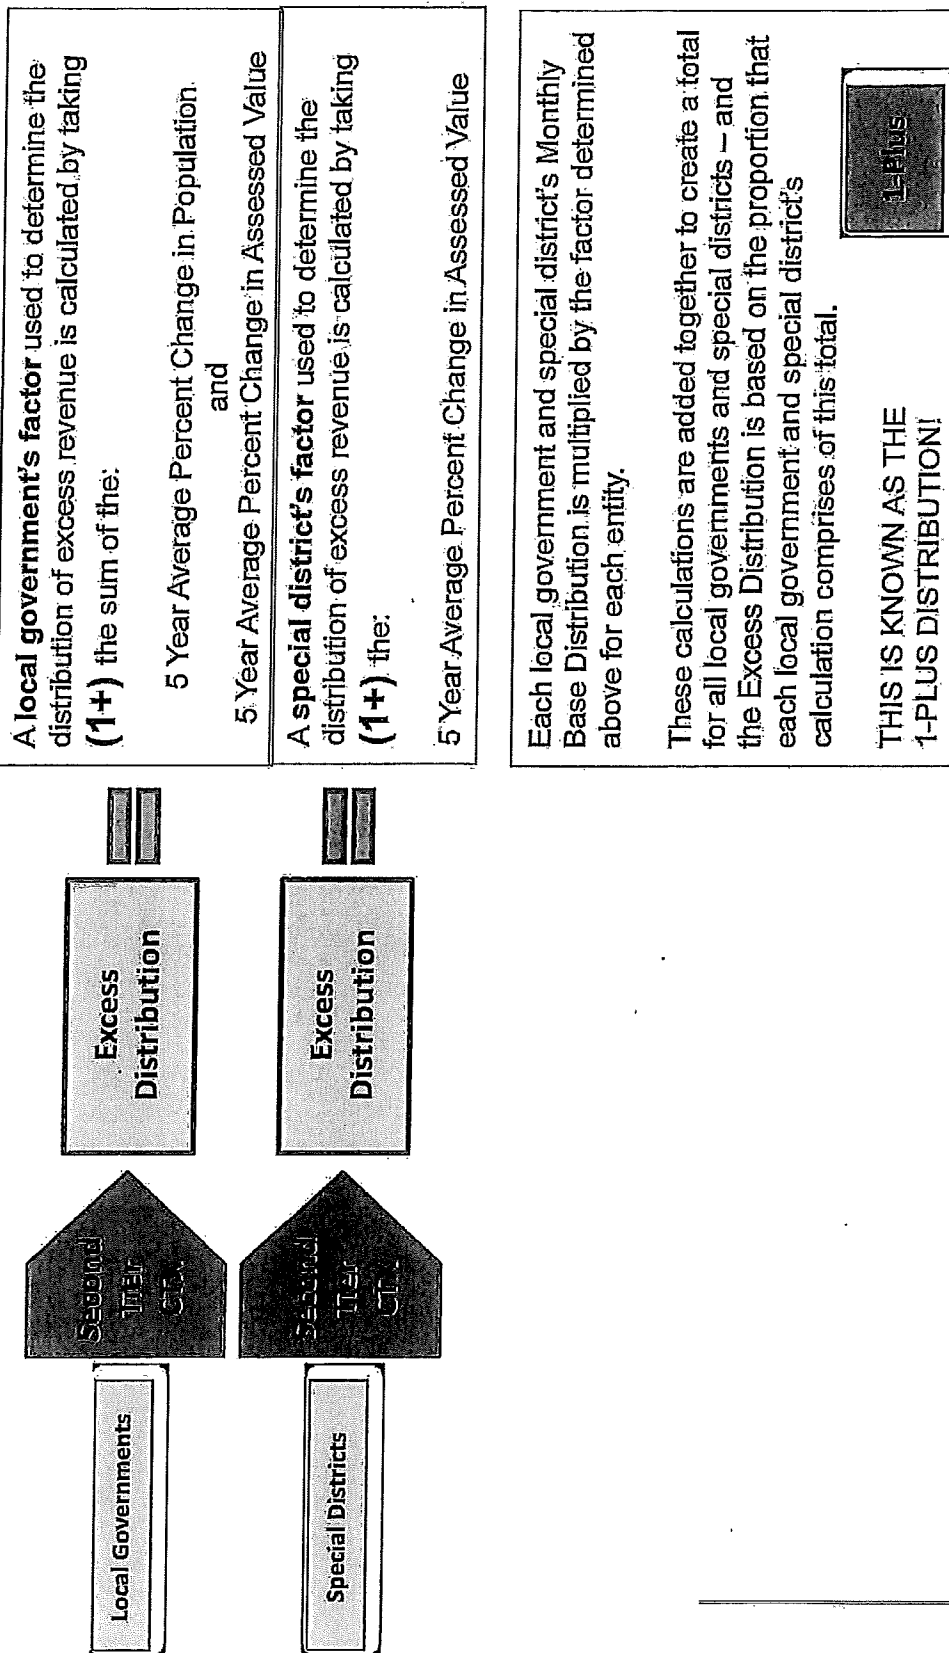 Local Governments
Second
Tier
CTX
Excess
Distribution
A local government's factor used to determine the
distribution of excess revenue is calculated by taking
(1+) the sum of the:
5 Year Average Percent Change in Population
and
5 Year Average Percent Change in Assessed Value
Special Districts
Second
Tier
CTX
Excess
Distribution
A special district's factor used to determine the
distribution of excess revenue is calculated by taking
(1+) the:
5 Year Average Percent Change in Assessed Value
Each local government and special district's Monthly
Base Distribution is multiplied by the factor determined
above for each entity.
These calculations are added together to create a total
for all local governments and special districts – and
the Excess Distribution is based on the proportion that
each local government and special district's
calculation comprises of this total.
THIS IS KNOWN AS THE
1-PLUS DISTRIBUTION!
1-Plus